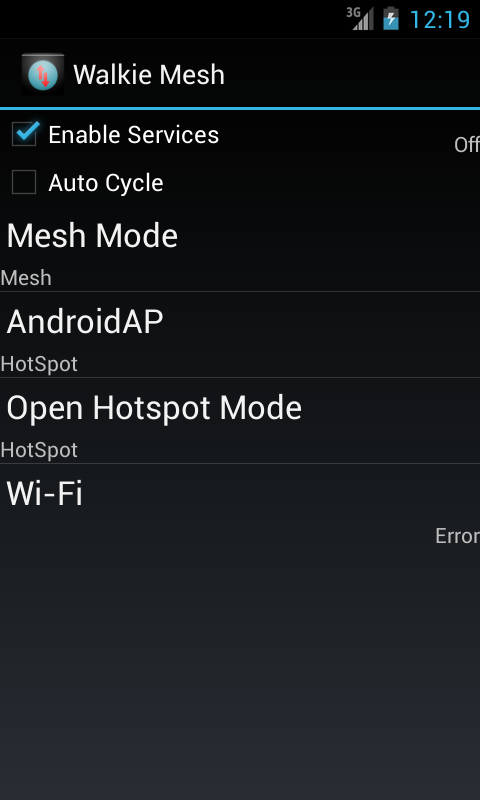 3G 12:19
Walkie Mesh
Enable Services
Off
Auto Cycle
Mesh Mode
Mesh
AndroidAP
HotSpot
Open Hotspot Mode
HotSpot
Wi-Fi
Error